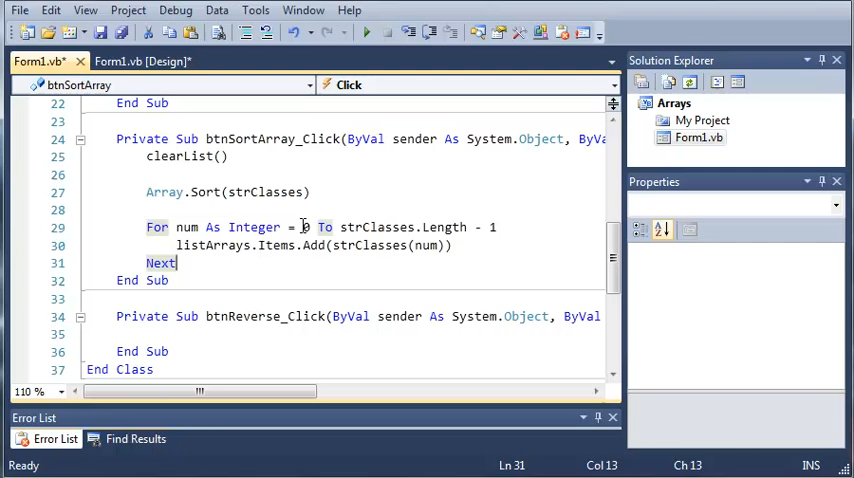 File Edit View Project Debug Data Tools Window Help
Form1.vb* Form1.vb [Design]*
Solution Explorer
btnSortArray Click
22 End Sub
23
24 Private Sub btnSortArray_Click(ByVal sender As System.Object, ByVa
25 clearList()
26
27 Array.Sort(strClasses)
28
29 For num As Integer = 0 To strClasses.Length - 1
30 listArrays.Items.Add(strClasses(num))
31 Next
32 End Sub
33
34 Private Sub btnReverse_Click(ByVal sender As System.Object, ByVal
35
36 End Sub
37 End Class
110 %
Arrays
My Project
Form1.vb
Properties
Error List
Error List Find Results
Ready Ln 31 Col 13 Ch 13 INS